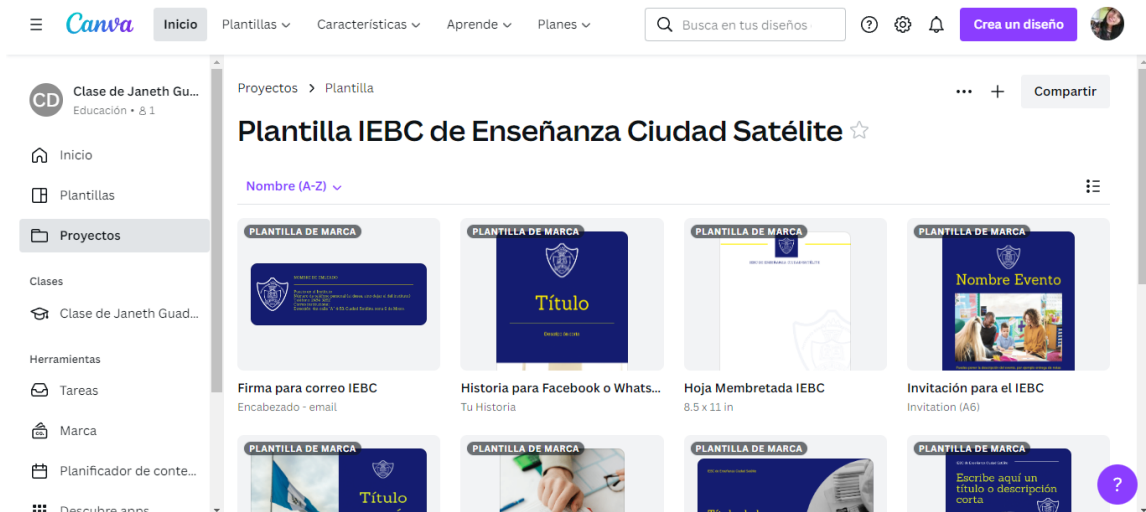 Canva
Inicio
Plantillas
Características
Aprende
Planes
Busca en tus diseños
Crea un diseño
CD
Clase de Janeth Gu...
Educación • 1
Inicio
Plantillas
Proyectos
Clases
Clase de Janeth Guad...
Herramientas
Tareas
Marca
Planificador de conte...
Descubre apps
Proyectos > Plantilla
Compartir
Plantilla IEBC de Enseñanza Ciudad Satélite
Nombre (A-Z)
PLANTILLA DE MARCA
Firma para correo IEBC
Encabezado - email
PLANTILLA DE MARCA
Título
Historia para Facebook o Whats...
Tu Historia
PLANTILLA DE MARCA
Hoja Membretada IEBC
8.5 x 11 in
PLANTILLA DE MARCA
Nombre Evento
Invitación para el IEBC
Invitation (A6)
PLANTILLA DE MARCA
Título
PLANTILLA DE MARCA
PLANTILLA DE MARCA
PLANTILLA DE MARCA
Escribe aquí un
título o descripción
corta
?